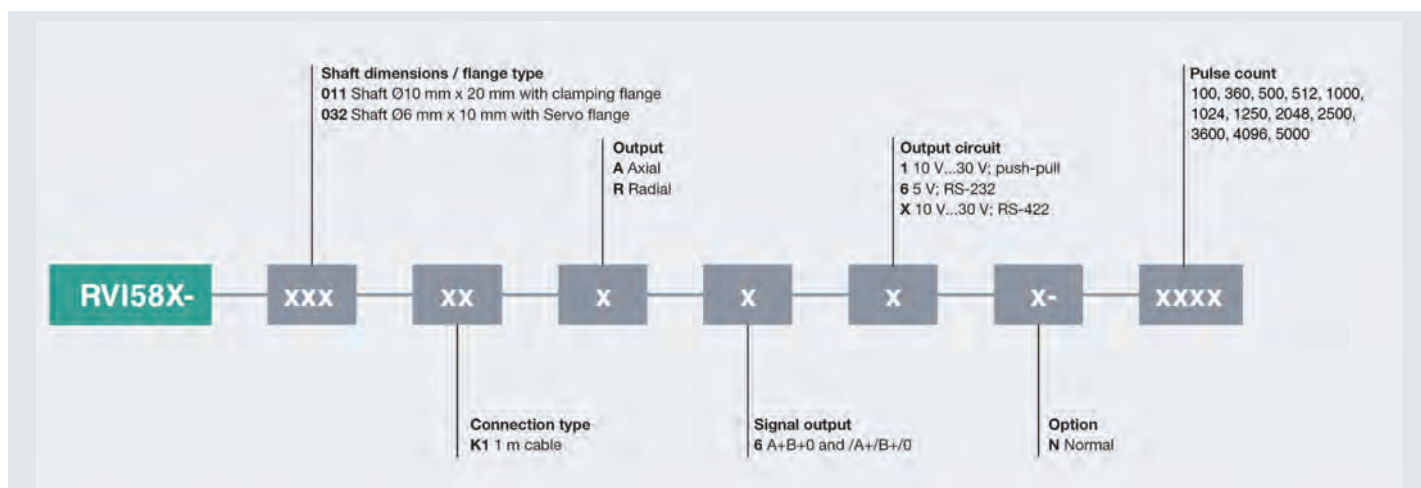 Shaft dimensions / flange type
011 Shaft Ø10 mm x 20 mm with clamping flange
032 Shaft Ø6 mm x 10 mm with Servo flange
Output
A Axial
R Radial
Output circuit
1 10 V...30 V; push-pull
6 5 V; RS-232
X 10 V...30 V; RS-422
Pulse count
100, 360, 500, 512, 1000,
1024, 1250, 2048, 2500,
3600, 4096, 5000
RVI58X- xxx xx x x x x- xxxx
Connection type
K1 1 m cable
Signal output
6 A+B+0 and /A+/B+/0
Option
N Normal